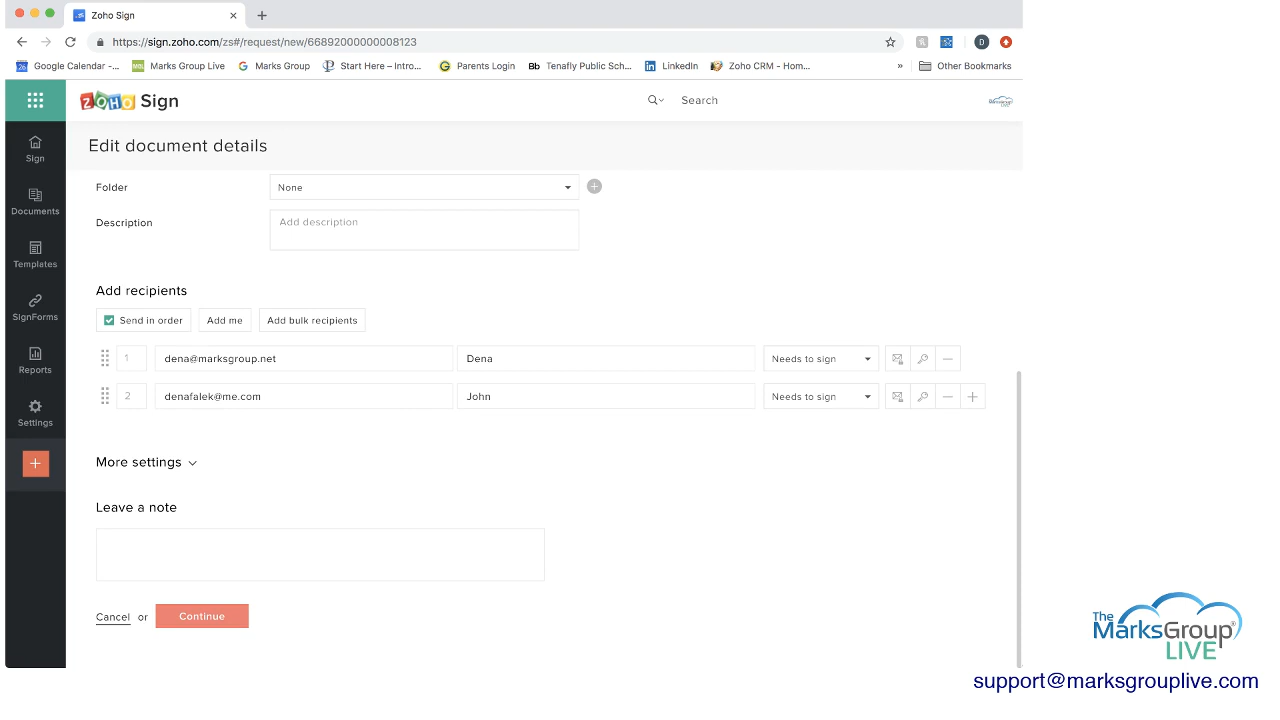 Zoho Sign
https://sign.zoho.com/zs#/request/new/66892000000008123
D
Google Calendar -...
Marks Group Live
Marks Group
Start Here – Intro...
Parents Login
Bb Tenafly Public Sch...
LinkedIn
Zoho CRM - Hom...
»
Other Bookmarks
ZOHO Sign
Search
Edit document details
Sign
Documents
Templates
SignForms
Reports
Settings
Folder
None
Description
Add description
Add recipients
Send in order
Add me
Add bulk recipients
1 dena@marksgroup.net Dena Needs to sign
2 denafalek@me.com John Needs to sign
More settings
Leave a note
Cancel or Continue
The
MarksGroup®
LIVE
support@marksgrouplive.com